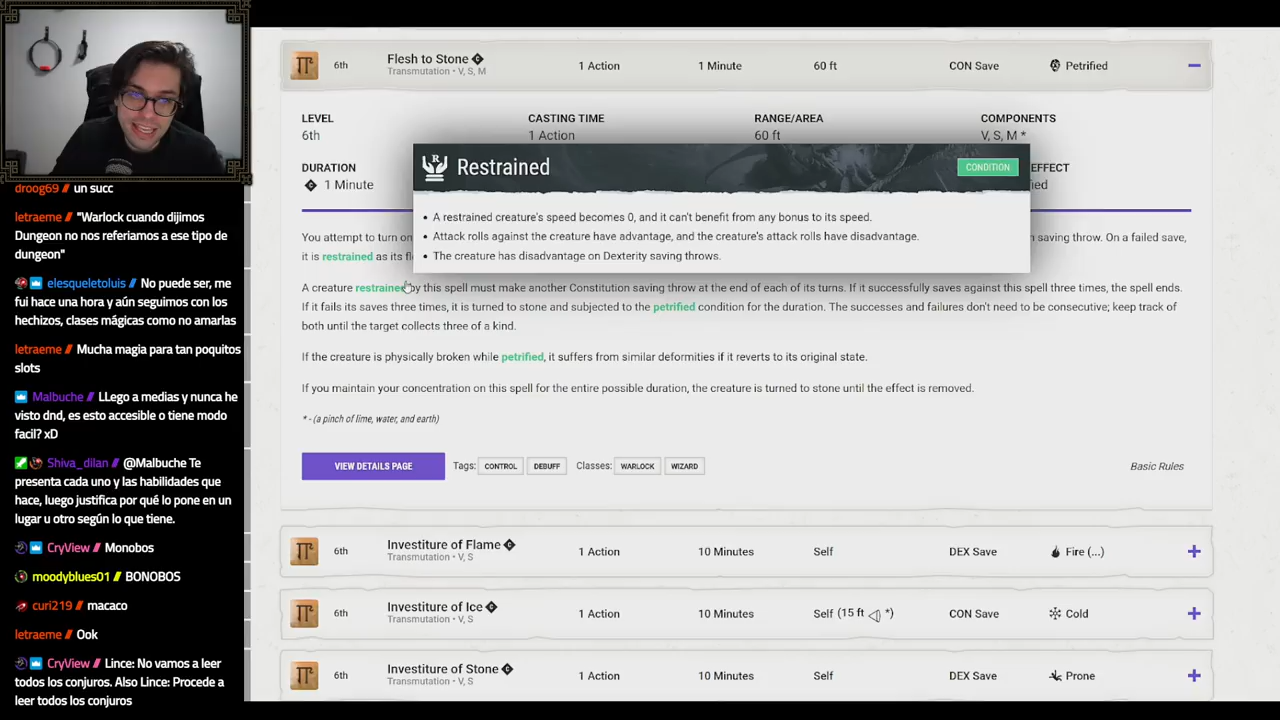 droog69 // un succ
letraeme // "Warlock cuando dijimos
Dungeon no nos referiamos a ese tipo de
dungeon"
elesqueletoluis // No puede ser, me
fui hace una hora y aún seguimos con los
hechizos, clases mágicas como no amarlas
letraeme // Mucha magia para tan poquitos
slots
Malbuche // LLego a medias y nunca he
visto dnd, es esto accesible o tiene modo
facil? xD
Shiva_dilan // @Malbuche Te
presenta cada uno y las habilidades que
hace, luego justifica por qué lo pone en un
lugar u otro según lo que tiene.
CryView // Monobos
moodyblues01 // BONOBOS
curi219 // macaco
letraeme // Ook
CryView // Lince: No vamos a leer
todos los conjuros. Also Lince: Procede a
leer todos los conjuros
6th Flesh to Stone 1 Action 1 Minute 60 ft CON Save Petrified
Transmutation • V, S, M
LEVEL CASTING TIME RANGE/AREA COMPONENTS
6th 1 Action 60 ft V, S, M *
DURATION
1 Minute
Restrained CONDITION
• A restrained creature's speed becomes 0, and it can't benefit from any bonus to its speed.
• Attack rolls against the creature have advantage, and the creature's attack rolls have disadvantage.
• The creature has disadvantage on Dexterity saving throws.
You attempt to turn saving throw. On a failed save,
it is restrained as its
A creature restrained by this spell must make another Constitution saving throw at the end of each of its turns. If it successfully saves against this spell three times, the spell ends.
If it fails its saves three times, it is turned to stone and subjected to the petrified condition for the duration. The successes and failures don't need to be consecutive; keep track of
both until the target collects three of a kind.
If the creature is physically broken while petrified, it suffers from similar deformities if it reverts to its original state.
If you maintain your concentration on this spell for the entire possible duration, the creature is turned to stone until the effect is removed.
* - (a pinch of lime, water, and earth)
VIEW DETAILS PAGE Tags: CONTROL DEBUFF Classes: WARLOCK WIZARD Basic Rules
6th Investiture of Flame 1 Action 10 Minutes Self DEX Save Fire (...)
Transmutation • V, S
6th Investiture of Ice 1 Action 10 Minutes Self (15 ft *) CON Save Cold
Transmutation • V, S
6th Investiture of Stone 1 Action 10 Minutes Self DEX Save Prone
Transmutation • V, S